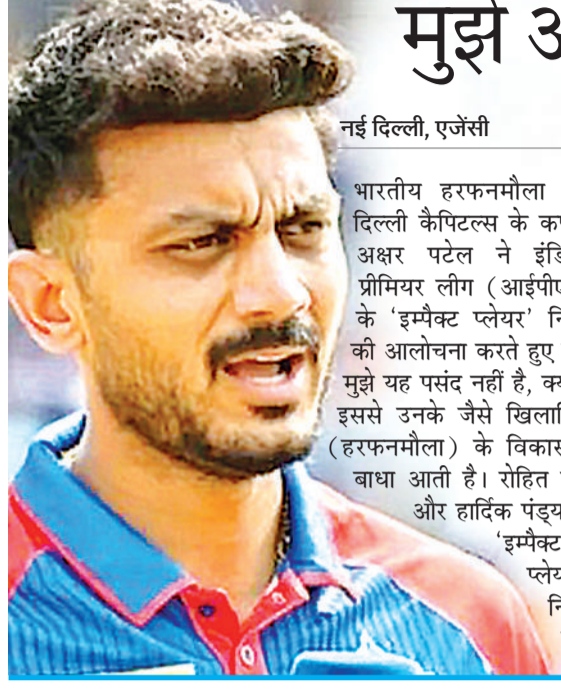 मुझे अ
नई दिल्ली, एजेंसी
भारतीय हरफनमौला
दिल्ली कैपिटल्स के
अक्षर पटेल ने
प्रीमियर लीग
के ‘इम्पैक्ट प्लेयर’
की आलोचना करते हुए
मुझे यह पसंद नहीं है,
इससे उनके जैसे
(हरफनमौला) के विकास
बाधा आती है। रोहित
और हार्दिक
‘इम्पैक्ट